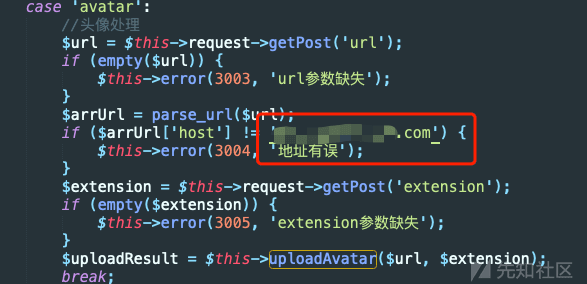 case 'avatar':
//头像处理
$url = $this->request->getPost('url');
if (empty($url)) {
$this->error(3003, 'url参数缺失');
}
$arrUrl = parse_url($url);
if ($arrUrl['host'] != '.com') {
$this->error(3004, '地址有误');
}
$extension = $this->request->getPost('extension');
if (empty($extension)) {
$this->error(3005, 'extension参数缺失');
}
$uploadResult = $this->uploadAvatar($url, $extension);
break;
先知社区